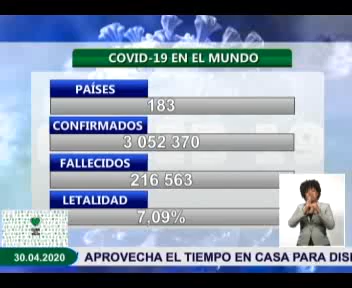 COVID-19 EN EL MUNDO
PAÍSES
183
CONFIRMADOS
3 052 370
FALLECIDOS
216 563
LETALIDAD
7,09%
30.04.2020 APROVECHA EL TIEMPO EN CASA PARA DIS